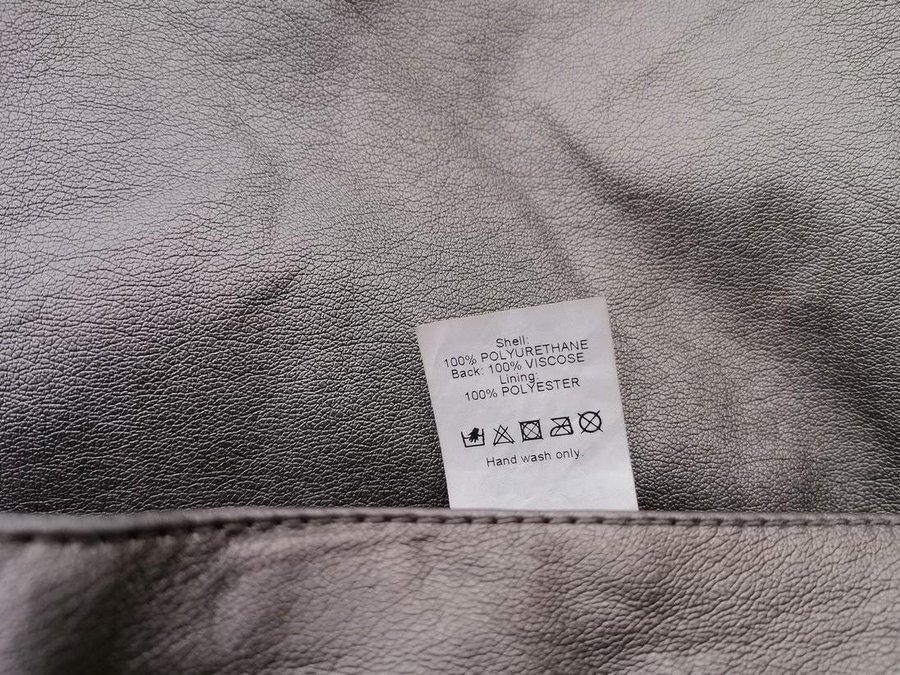 Shell:
100% POLYURETHANE
Back: 100% VISCOSE
Lining:
100% POLYESTER
Hand wash only.